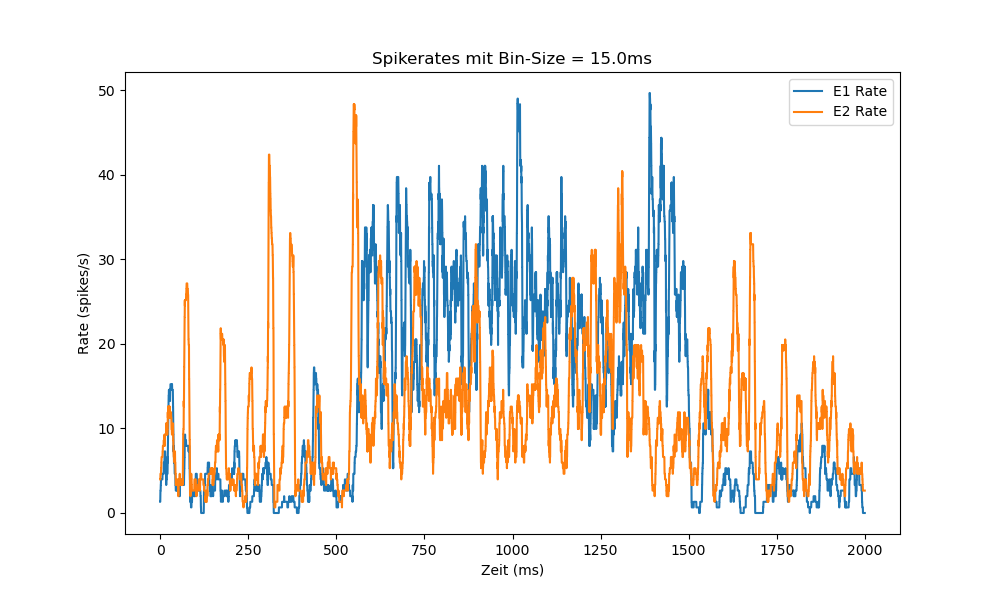 Spikerates mit Bin-Size = 15.0ms
E1 Rate
E2 Rate
50
40
30
20
10
0
Rate (spikes/s)
0 250 500 750 1000 1250 1500 1750 2000
Zeit (ms)